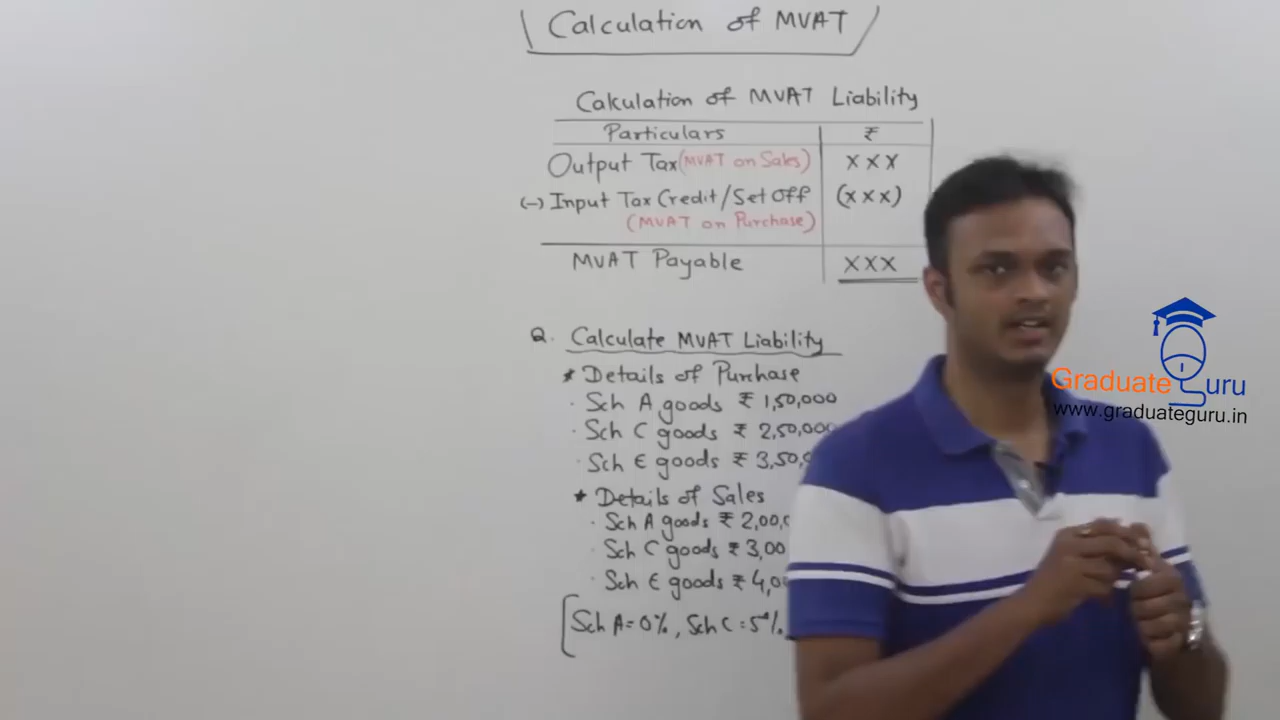 Calculation of MVAT
Calculation of MVAT Liability
Particulars ₹
Output Tax (MVAT on Sales) XXX
(-) Input Tax Credit/Set Off (XXX)
(MVAT on Purchase)
MVAT Payable XXX
Q. Calculate MVAT Liability
* Details of Purchase
· Sch A goods ₹ 1,50,000
· Sch C goods ₹ 2,50,000
· Sch E goods ₹ 3,50,
* Details of Sales
· Sch A goods ₹ 2,00,
· Sch C goods ₹ 3,00
· Sch E goods ₹ 4,0
[Sch A = 0%, Sch C = 5%
Graduate Guru
www.graduateguru.in